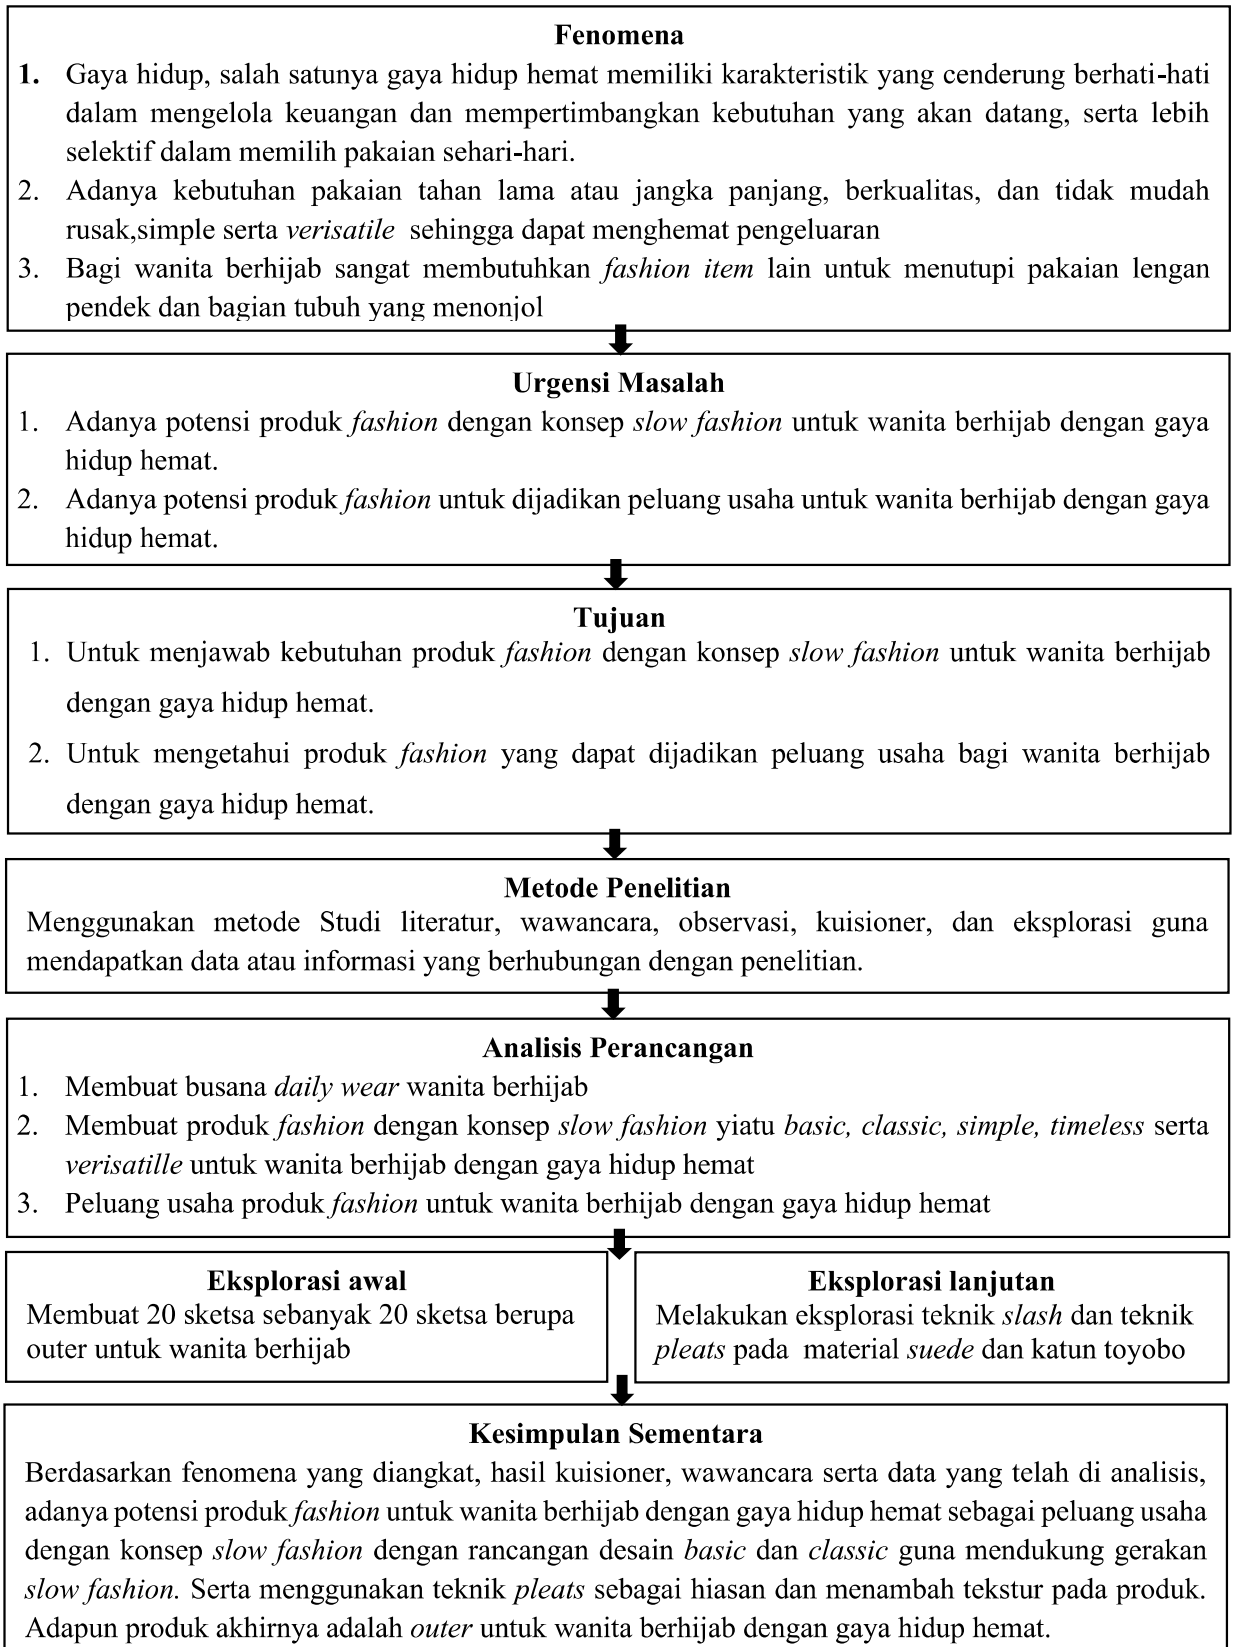 Fenomena
1. Gaya hidup, salah satunya gaya hidup hemat memiliki karakteristik yang cenderung berhati-hati
dalam mengelola keuangan dan mempertimbangkan kebutuhan yang akan datang, serta lebih
selektif dalam memilih pakaian sehari-hari.
2. Adanya kebutuhan pakaian tahan lama atau jangka panjang, berkualitas, dan tidak mudah
rusak,simple serta verisatile sehingga dapat menghemat pengeluaran
3. Bagi wanita berhijab sangat membutuhkan fashion item lain untuk menutupi pakaian lengan
pendek dan bagian tubuh yang menonjol
Urgensi Masalah
1. Adanya potensi produk fashion dengan konsep slow fashion untuk wanita berhijab dengan gaya
hidup hemat.
2. Adanya potensi produk fashion untuk dijadikan peluang usaha untuk wanita berhijab dengan gaya
hidup hemat.
Tujuan
1. Untuk menjawab kebutuhan produk fashion dengan konsep slow fashion untuk wanita berhijab
dengan gaya hidup hemat.
2. Untuk mengetahui produk fashion yang dapat dijadikan peluang usaha bagi wanita berhijab
dengan gaya hidup hemat.
Metode Penelitian
Menggunakan metode Studi literatur, wawancara, observasi, kuisioner, dan eksplorasi guna
mendapatkan data atau informasi yang berhubungan dengan penelitian.
Analisis Perancangan
1. Membuat busana daily wear wanita berhijab
2. Membuat produk fashion dengan konsep slow fashion yiatu basic, classic, simple, timeless serta
verisatille untuk wanita berhijab dengan gaya hidup hemat
3. Peluang usaha produk fashion untuk wanita berhijab dengan gaya hidup hemat
Eksplorasi awal
Membuat 20 sketsa sebanyak 20 sketsa berupa
outer untuk wanita berhijab
Eksplorasi lanjutan
Melakukan eksplorasi teknik slash dan teknik
pleats pada material suede dan katun toyobo
Kesimpulan Sementara
Berdasarkan fenomena yang diangkat, hasil kuisioner, wawancara serta data yang telah di analisis,
adanya potensi produk fashion untuk wanita berhijab dengan gaya hidup hemat sebagai peluang usaha
dengan konsep slow fashion dengan rancangan desain basic dan classic guna mendukung gerakan
slow fashion. Serta menggunakan teknik pleats sebagai hiasan dan menambah tekstur pada produk.
Adapun produk akhirnya adalah outer untuk wanita berhijab dengan gaya hidup hemat.